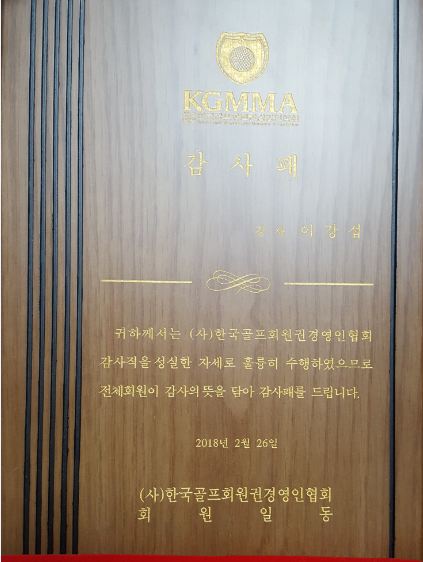 KGMMA
감 사 패
감 사 이 강 섭
귀하께서는 (사)한국골프회원권경영인협회
감사직을 성실한 자세로 훌륭히 수행하였으므로
전체회원이 감사의 뜻을 담아 감사패를 드립니다.
2018년 2월 26일
(사)한국골프회원권경영인협회
회 원 일 동